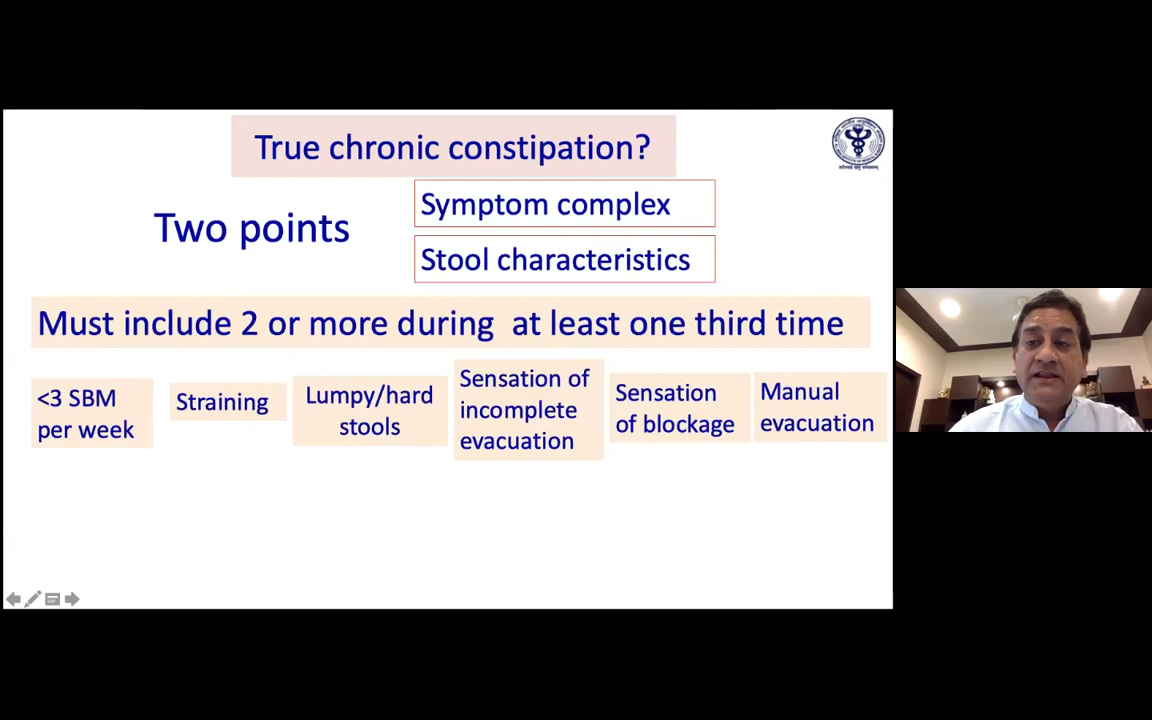 True chronic constipation?
Two points
Symptom complex
Stool characteristics
Must include 2 or more during at least one third time
<3 SBM
per week
Straining
Lumpy/hard
stools
Sensation of
incomplete
evacuation
Sensation
of blockage
Manual
evacuation